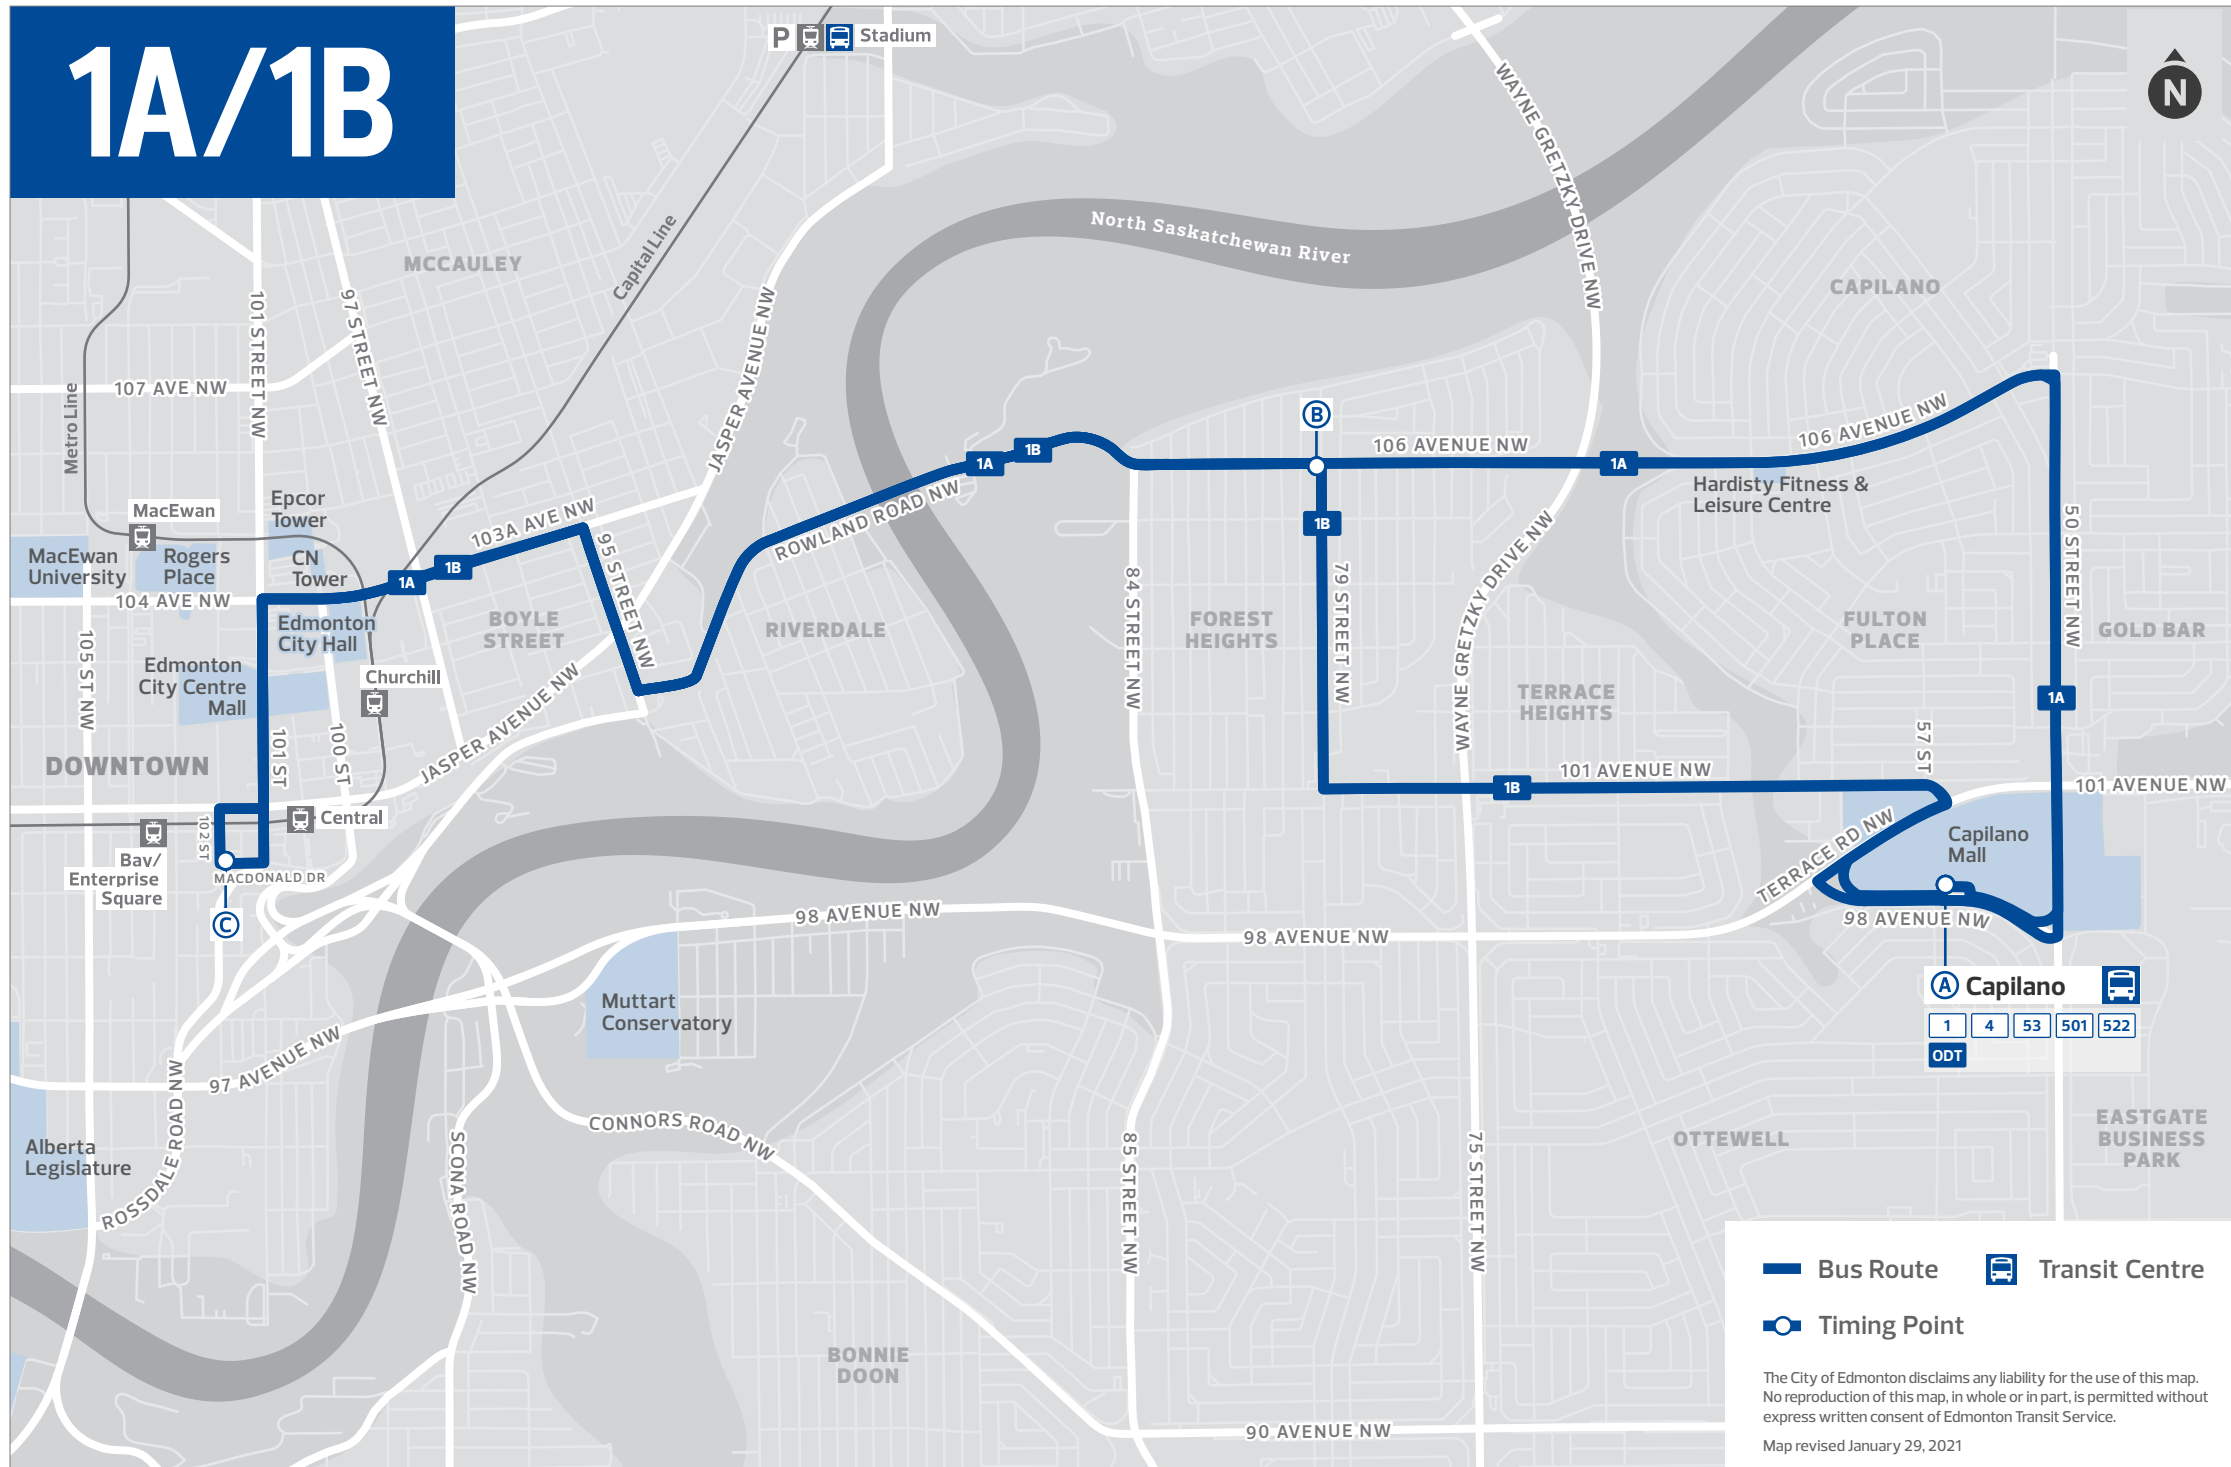 1A/1B
P
Stadium
N
WAYNE GRETZKY DRIVE NW
North Saskatchewan River
MCCAULEY
Capital Line
CAPILANO
101 STREET NW
97 STREET NW
JASPER AVENUE NW
107 AVE NW
Metro Line
B
106 AVENUE NW
106 AVENUE NW
1A
1B
1A
Hardisty Fitness &
Leisure Centre
ROWLAND ROAD NW
103A AVE NW
95 STREET NW
MacEwan
Epcor
Tower
MacEwan
University
Rogers
Place
CN
Tower
104 AVE NW
1A
1B
1B
WAYNE GRETZKY DRIVE NW
50 STREET NW
84 STREET NW
79 STREET NW
Edmonton
City Hall
BOYLE
STREET
RIVERDALE
FOREST
HEIGHTS
FULTON
PLACE
GOLD BAR
105 ST NW
Edmonton
City Centre
Mall
Churchill
TERRACE
HEIGHTS
1A
57 ST
DOWNTOWN
101 ST
100 ST
JASPER AVENUE NW
101 AVENUE NW
1B
101 AVENUE NW
102 ST
Central
Bay/
Enterprise
Square
MACDONALD DR
C
TERRACE RD NW
Capilano
Mall
98 AVENUE NW
98 AVENUE NW
98 AVENUE NW
A Capilano
1 4 53 501 522
ODT
Muttart
Conservatory
97 AVENUE NW
ROSSDALE ROAD NW
CONNORS ROAD NW
SCONA ROAD NW
85 STREET NW
75 STREET NW
OTTEWELL
EASTGATE
BUSINESS
PARK
Alberta
Legislature
BONNIE
DOON
90 AVENUE NW
Bus Route
Transit Centre
Timing Point
The City of Edmonton disclaims any liability for the use of this map.
No reproduction of this map, in whole or in part, is permitted without
express written consent of Edmonton Transit Service.
Map revised January 29, 2021